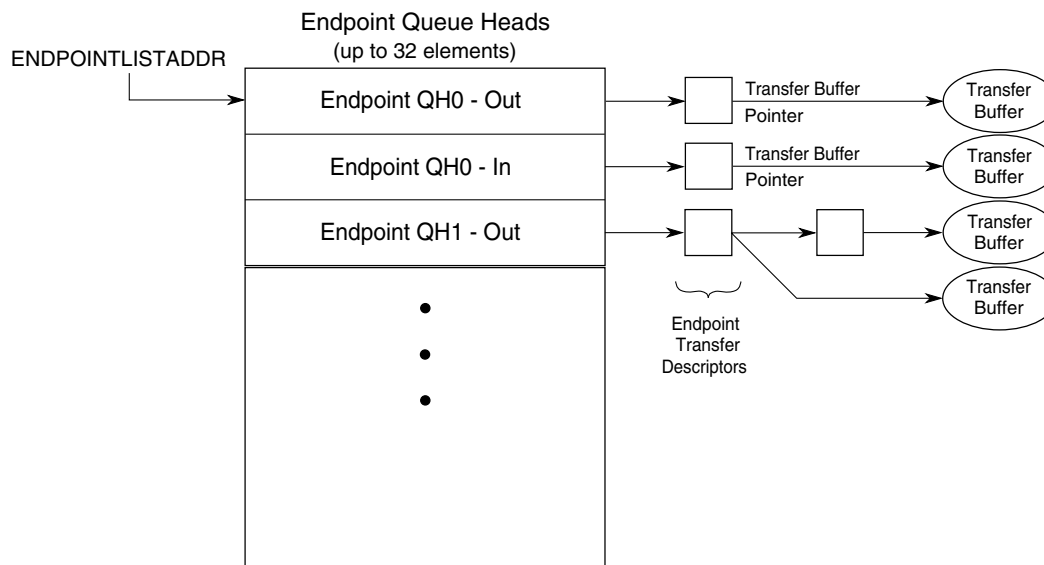 Endpoint Queue Heads
(up to 32 elements)
ENDPOINTLISTADDR
Endpoint QH0 - Out
Transfer Buffer
Pointer
Transfer
Buffer
Endpoint QH0 - In
Transfer Buffer
Pointer
Transfer
Buffer
Endpoint QH1 - Out
Transfer
Buffer
Transfer
Buffer
Endpoint
Transfer
Descriptors